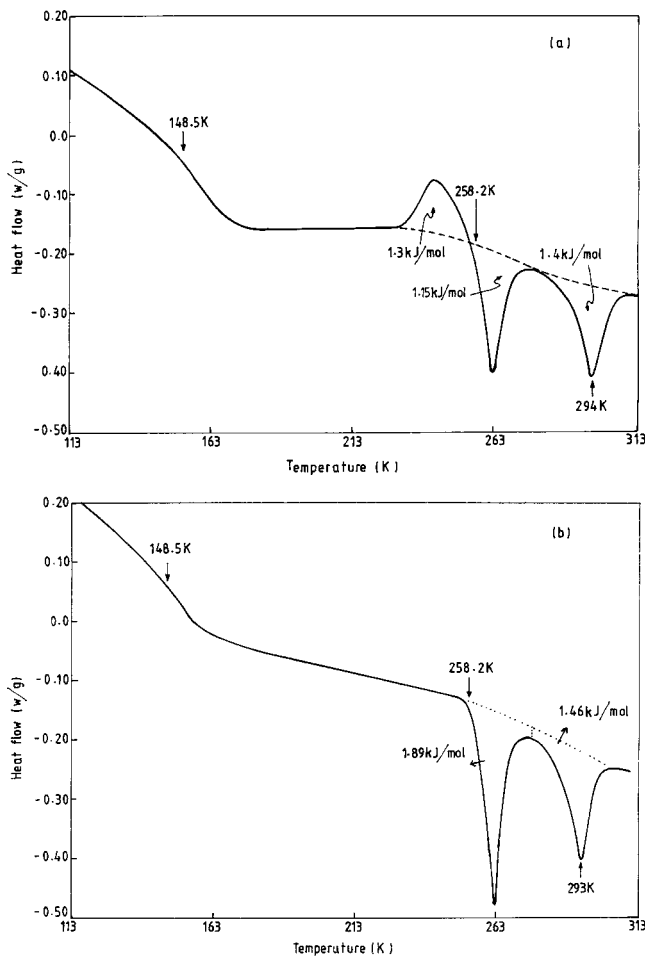 0.20
(a)
0.10
148.5K
0.0
Heat flow (w/g)
-0.10
258.2K
-0.20
1.3kJ/mol
1.4kJ/mol
1.15kJ/mol
-0.30
0.40
294K
-0.50
113 163 213 263 313
Temperature (K)
0.20
(b)
0.10
148.5K
0.0
Heat flow (w/g)
258.2K
-0.10
1.46kJ/mol
-0.20
1.89kJ/mol
-0.30
-0.40
293K
-0.50
113 163 213 263 313
Temperature (K)